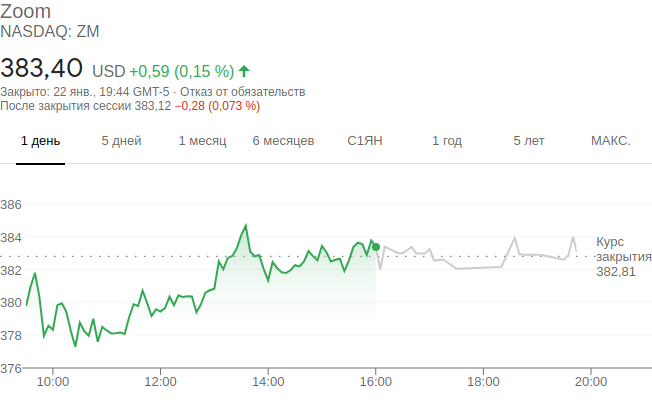 Zoom
NASDAQ: ZM
383,40 USD +0,59 (0,15 %)
Закрыто: 22 янв., 19:44 GMT-5 · Отказ от обязательств
После закрытия сессии 383,12 −0,28 (0,073 %)
1 день 5 дней 1 месяц 6 месяцев С1ЯН 1 год 5 лет МАКС.
386
384
382
380
378
376
Курс
закрытия
382,81
10:00 12:00 14:00 16:00 18:00 20:00